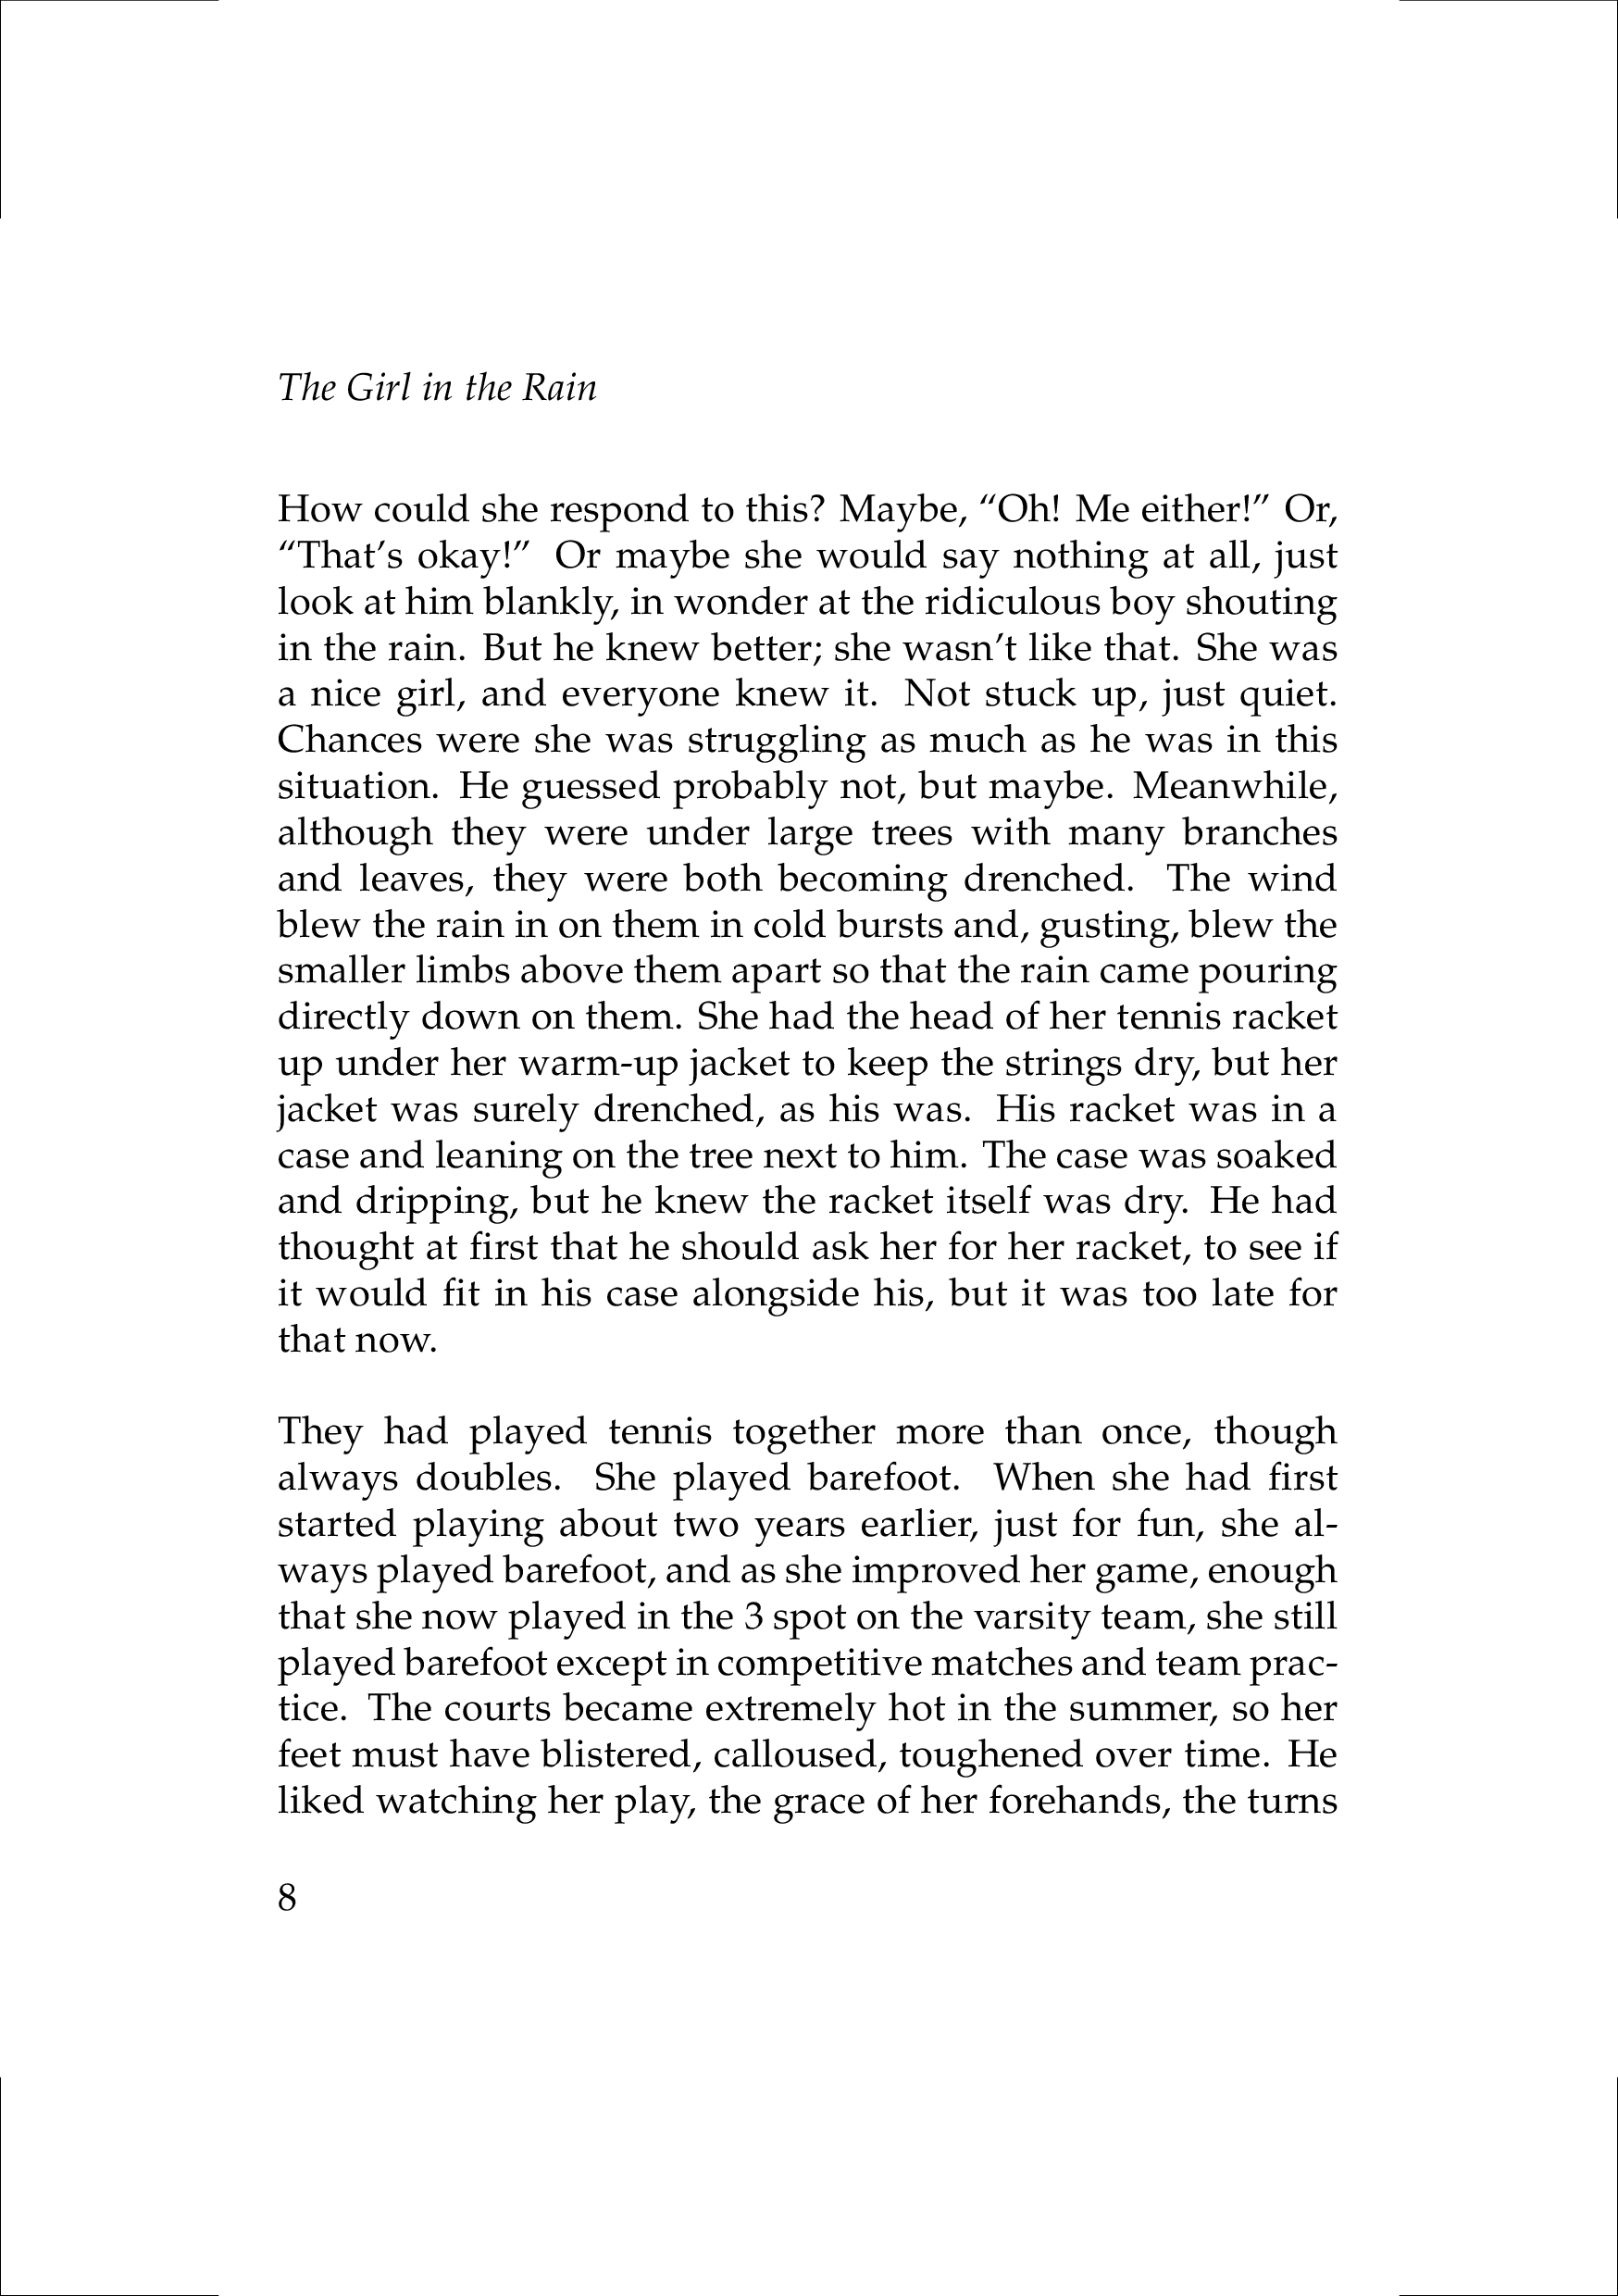 The Girl in the Rain
How could she respond to this? Maybe, “Oh! Me either!” Or,
“That’s okay!” Or maybe she would say nothing at all, just
look at him blankly, in wonder at the ridiculous boy shouting
in the rain. But he knew better; she wasn’t like that. She was
a nice girl, and everyone knew it. Not stuck up, just quiet.
Chances were she was struggling as much as he was in this
situation. He guessed probably not, but maybe. Meanwhile,
although they were under large trees with many branches
and leaves, they were both becoming drenched. The wind
blew the rain in on them in cold bursts and, gusting, blew the
smaller limbs above them apart so that the rain came pouring
directly down on them. She had the head of her tennis racket
up under her warm-up jacket to keep the strings dry, but her
jacket was surely drenched, as his was. His racket was in a
case and leaning on the tree next to him. The case was soaked
and dripping, but he knew the racket itself was dry. He had
thought at first that he should ask her for her racket, to see if
it would fit in his case alongside his, but it was too late for
that now.
They had played tennis together more than once, though
always doubles. She played barefoot. When she had first
started playing about two years earlier, just for fun, she al-
ways played barefoot, and as she improved her game, enough
that she now played in the 3 spot on the varsity team, she still
played barefoot except in competitive matches and team prac-
tice. The courts became extremely hot in the summer, so her
feet must have blistered, calloused, toughened over time. He
liked watching her play, the grace of her forehands, the turns
8